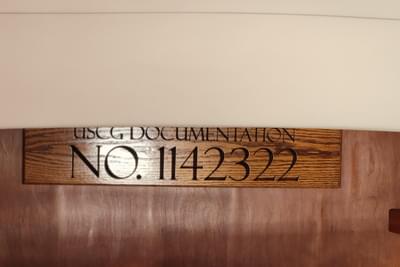 USCG DOCUMENTATION
NO. 1142322